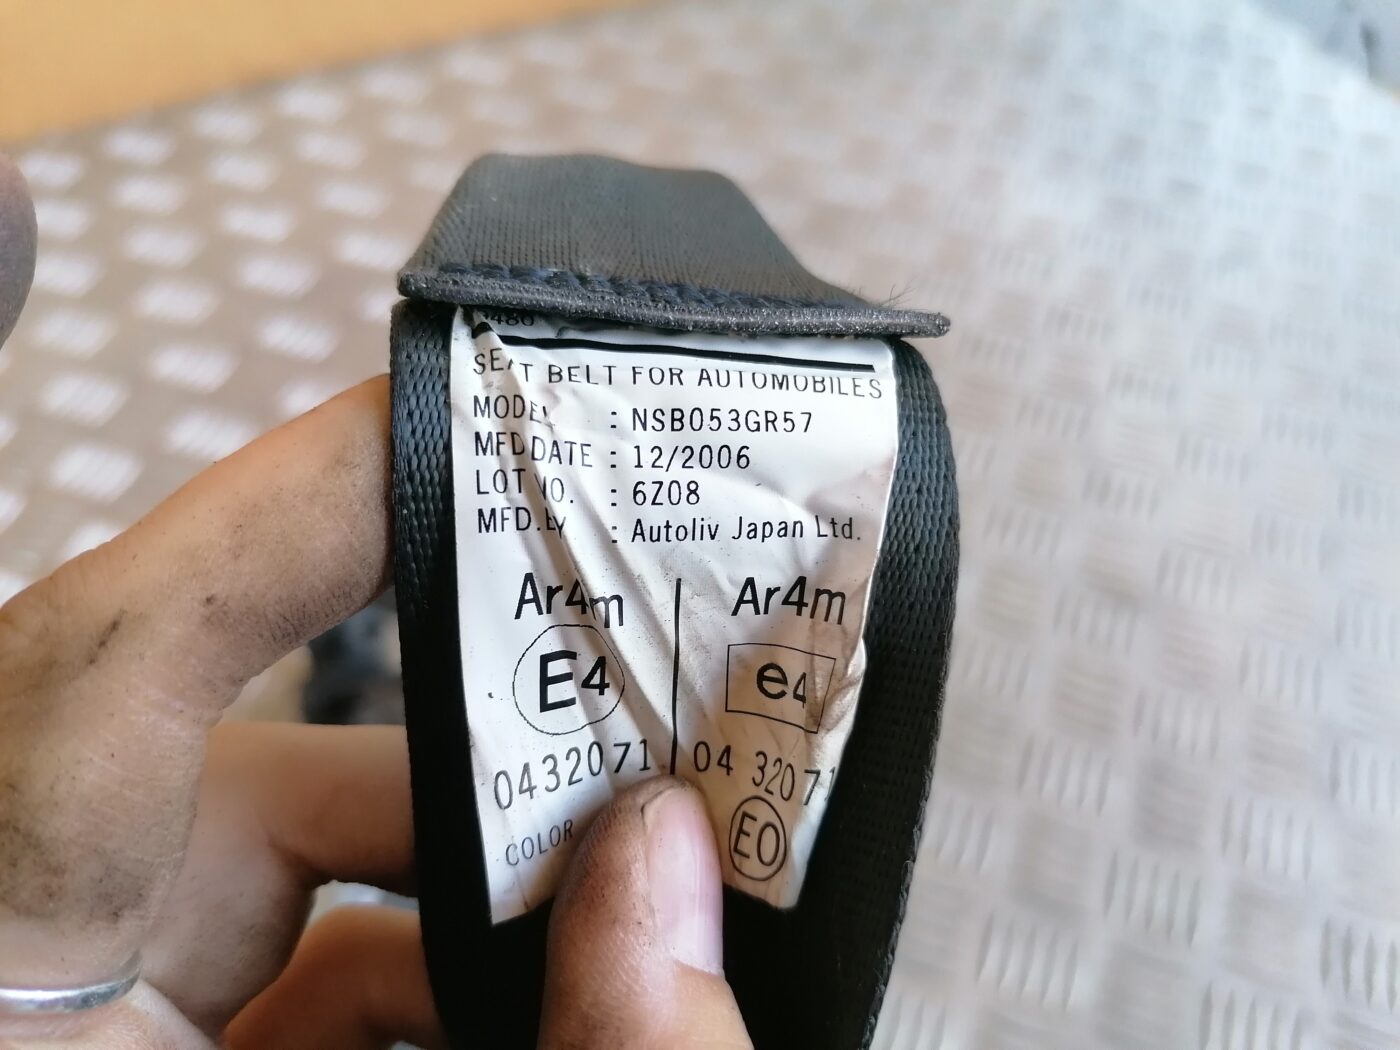 SEAT BELT FOR AUTOMOBILES
MODEL : NSB053GR57
MFD DATE : 12/2006
LOT NO. : 6Z08
MFD.BY : Autoliv Japan Ltd.
Ar4m Ar4m
E4 e4
0432071 04 32071
COLOR EO